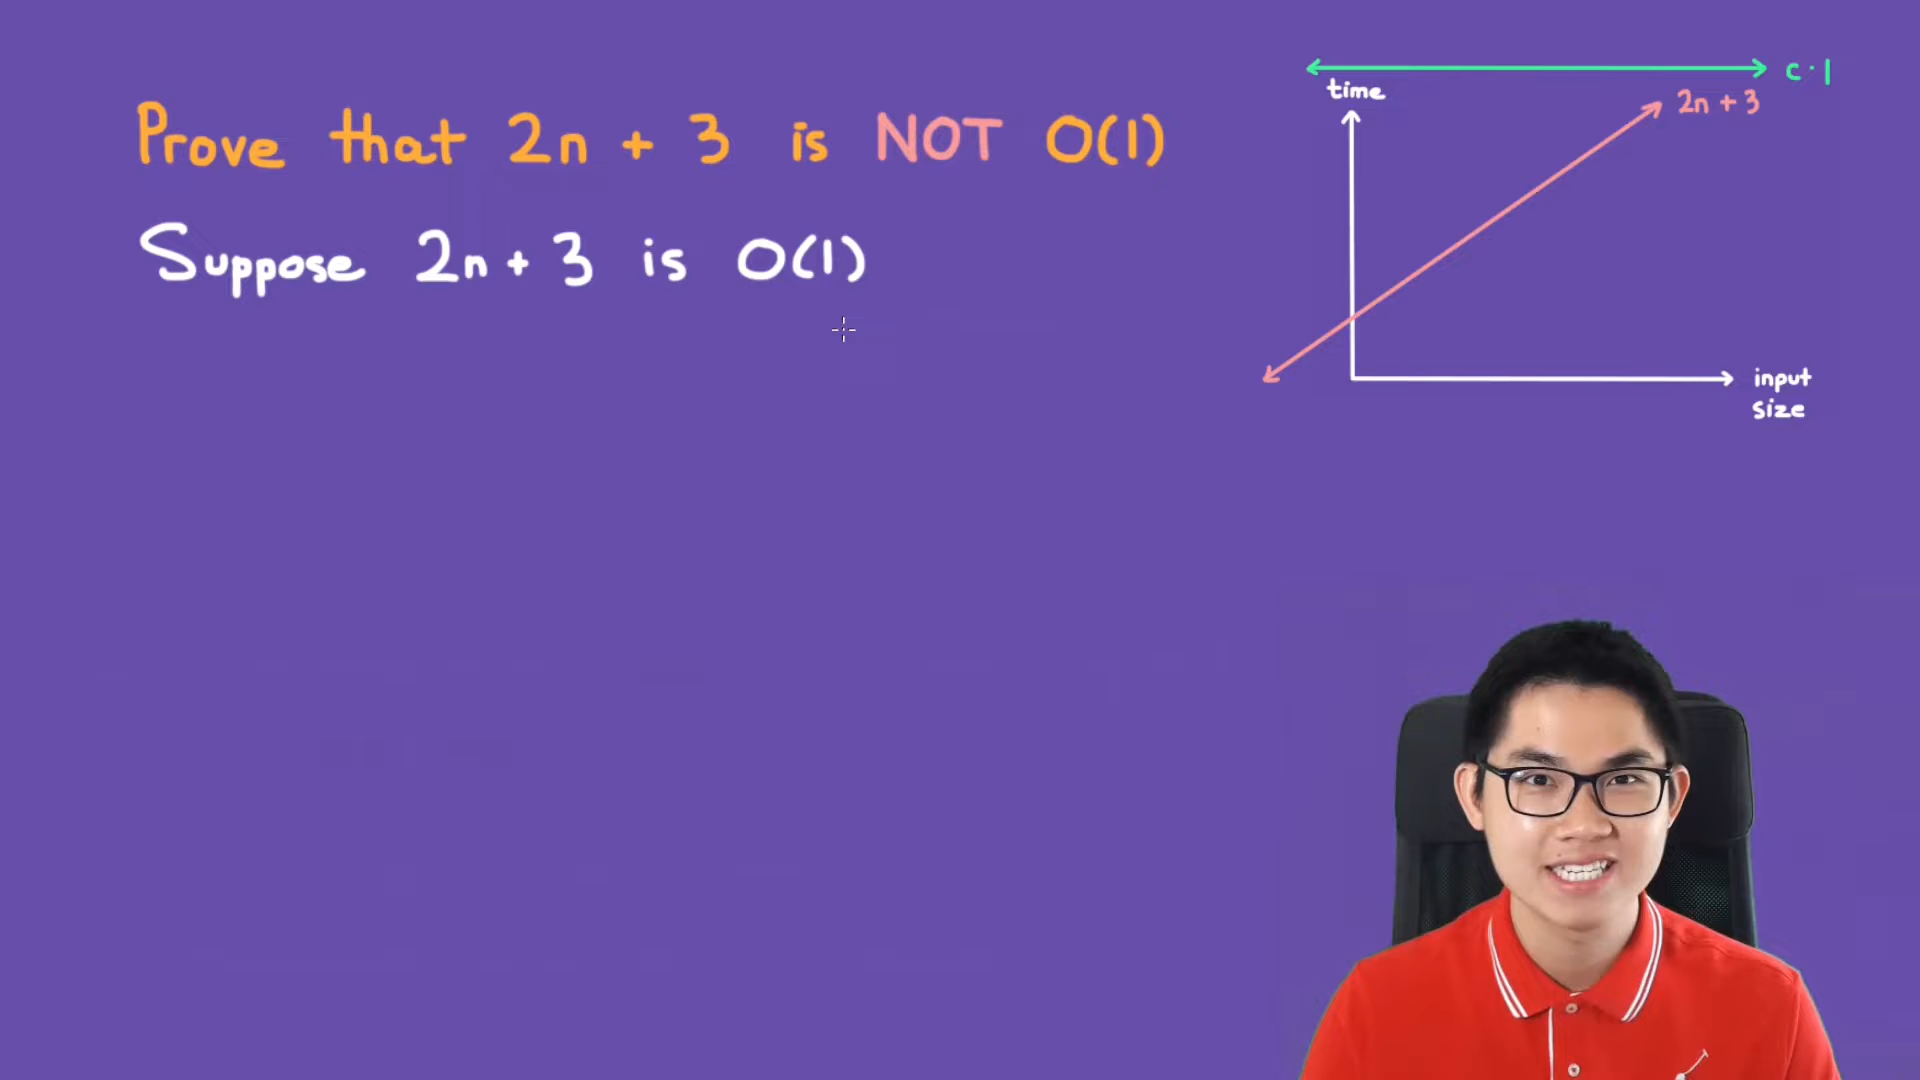 Prove that 2n + 3 is NOT O(1)
Suppose 2n + 3 is O(1)
c · 1
time
2n + 3
input
size